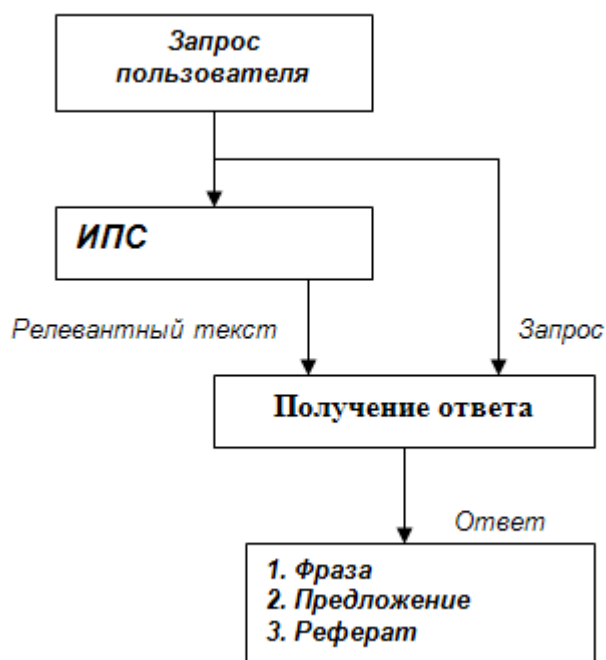 Запрос
пользователя
ИПС
Релевантный текст
Запрос
Получение ответа
Ответ
1. Фраза
2. Предложение
3. Реферат